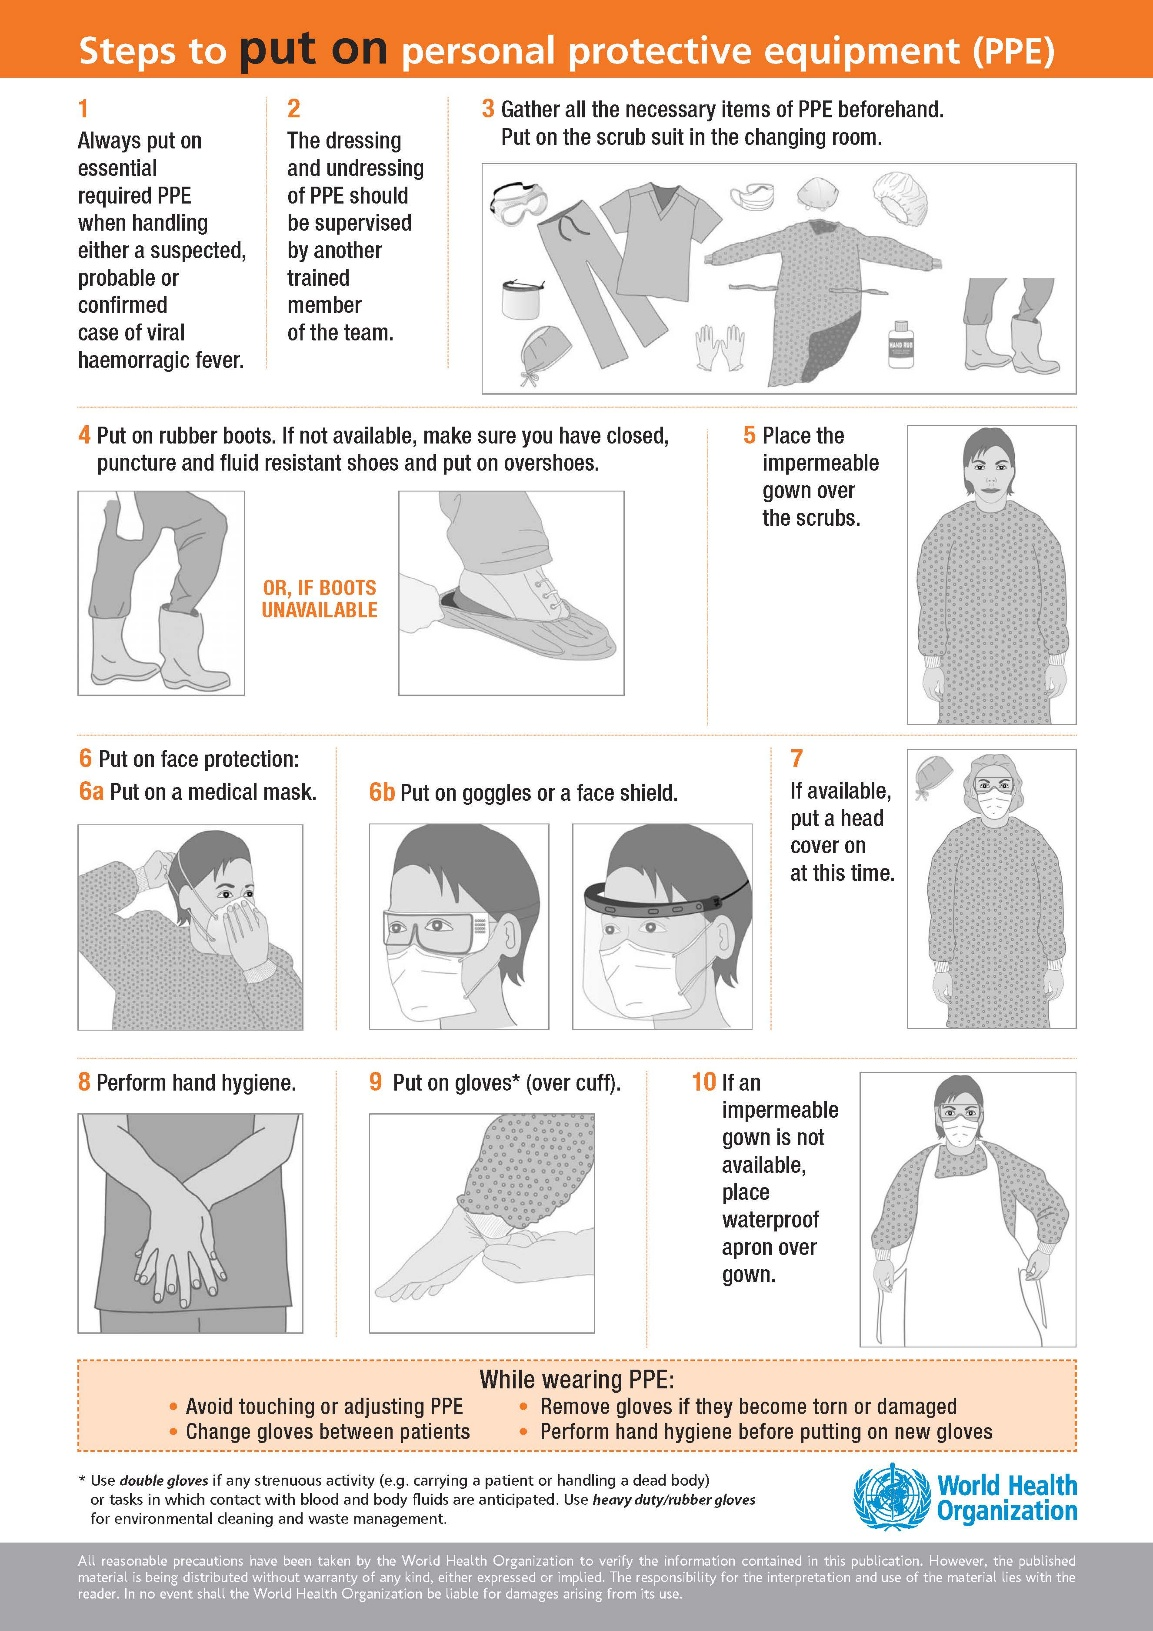 Steps to put on personal protective equipment (PPE)
1
Always put on
essential
required PPE
when handling
either a suspected,
probable or
confirmed
case of viral
haemorragic fever.
2
The dressing
and undressing
of PPE should
be supervised
by another
trained
member
of the team.
3 Gather all the necessary items of PPE beforehand.
Put on the scrub suit in the changing room.
HAND RUB
4 Put on rubber boots. If not available, make sure you have closed,
puncture and fluid resistant shoes and put on overshoes.
OR, IF BOOTS
UNAVAILABLE
5 Place the
impermeable
gown over
the scrubs.
6 Put on face protection:
6a Put on a medical mask.
6b Put on goggles or a face shield.
7
If available,
put a head
cover on
at this time.
8 Perform hand hygiene.
9 Put on gloves* (over cuff).
10 If an
impermeable
gown is not
available,
place
waterproof
apron over
gown.
While wearing PPE:
• Avoid touching or adjusting PPE
• Change gloves between patients
• Remove gloves if they become torn or damaged
• Perform hand hygiene before putting on new gloves
* Use double gloves if any strenuous activity (e.g. carrying a patient or handling a dead body)
or tasks in which contact with blood and body fluids are anticipated. Use heavy duty/rubber gloves
for environmental cleaning and waste management.
World Health
Organization
All reasonable precautions have been taken by the World Health Organization to verify the information contained in this publication. However, the published
material is being distributed without warranty of any kind, either expressed or implied. The responsibility for the interpretation and use of the material lies with the
reader. In no event shall the World Health Organization be liable for damages arising from its use.